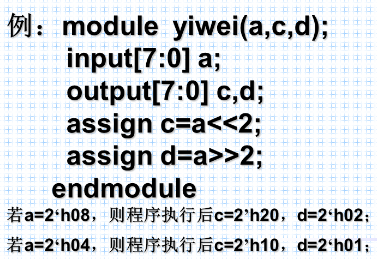 例：module yiwei(a,c,d);
input[7:0] a;
output[7:0] c,d;
assign c=a<<2;
assign d=a>>2;
endmodule
若a=2‘h08，则程序执行后c=2’h20，d=2‘h02；
若a=2‘h04，则程序执行后c=2’h10，d=2‘h01；